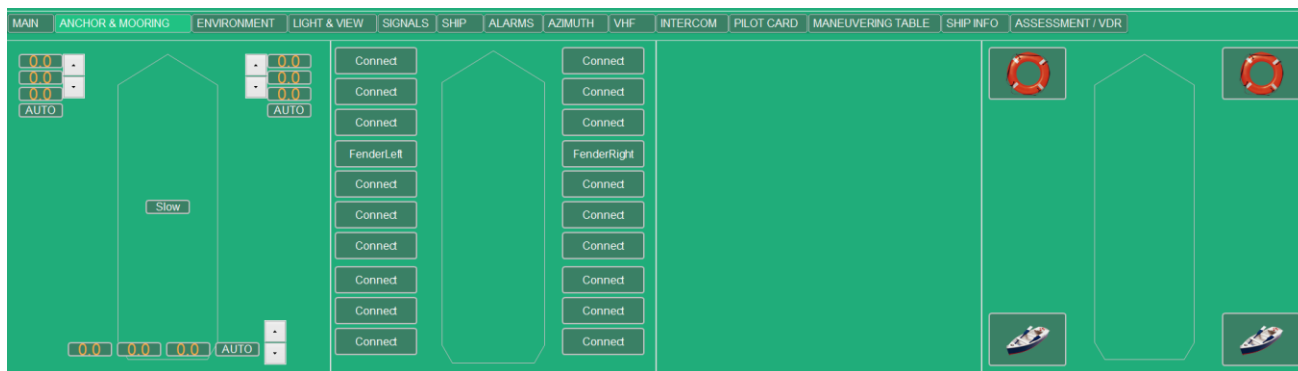 MAIN ANCHOR & MOORING ENVIRONMENT LIGHT & VIEW SIGNALS SHIP ALARMS AZIMUTH VHF INTERCOM PILOT CARD MANEUVERING TABLE SHIP INFO ASSESSMENT / VDR
0.0 0.0
0.0 0.0
0.0 0.0
AUTO AUTO
Slow
0.0 0.0 0.0 AUTO
Connect Connect
Connect Connect
Connect Connect
FenderLeft FenderRight
Connect Connect
Connect Connect
Connect Connect
Connect Connect
Connect Connect
Connect Connect